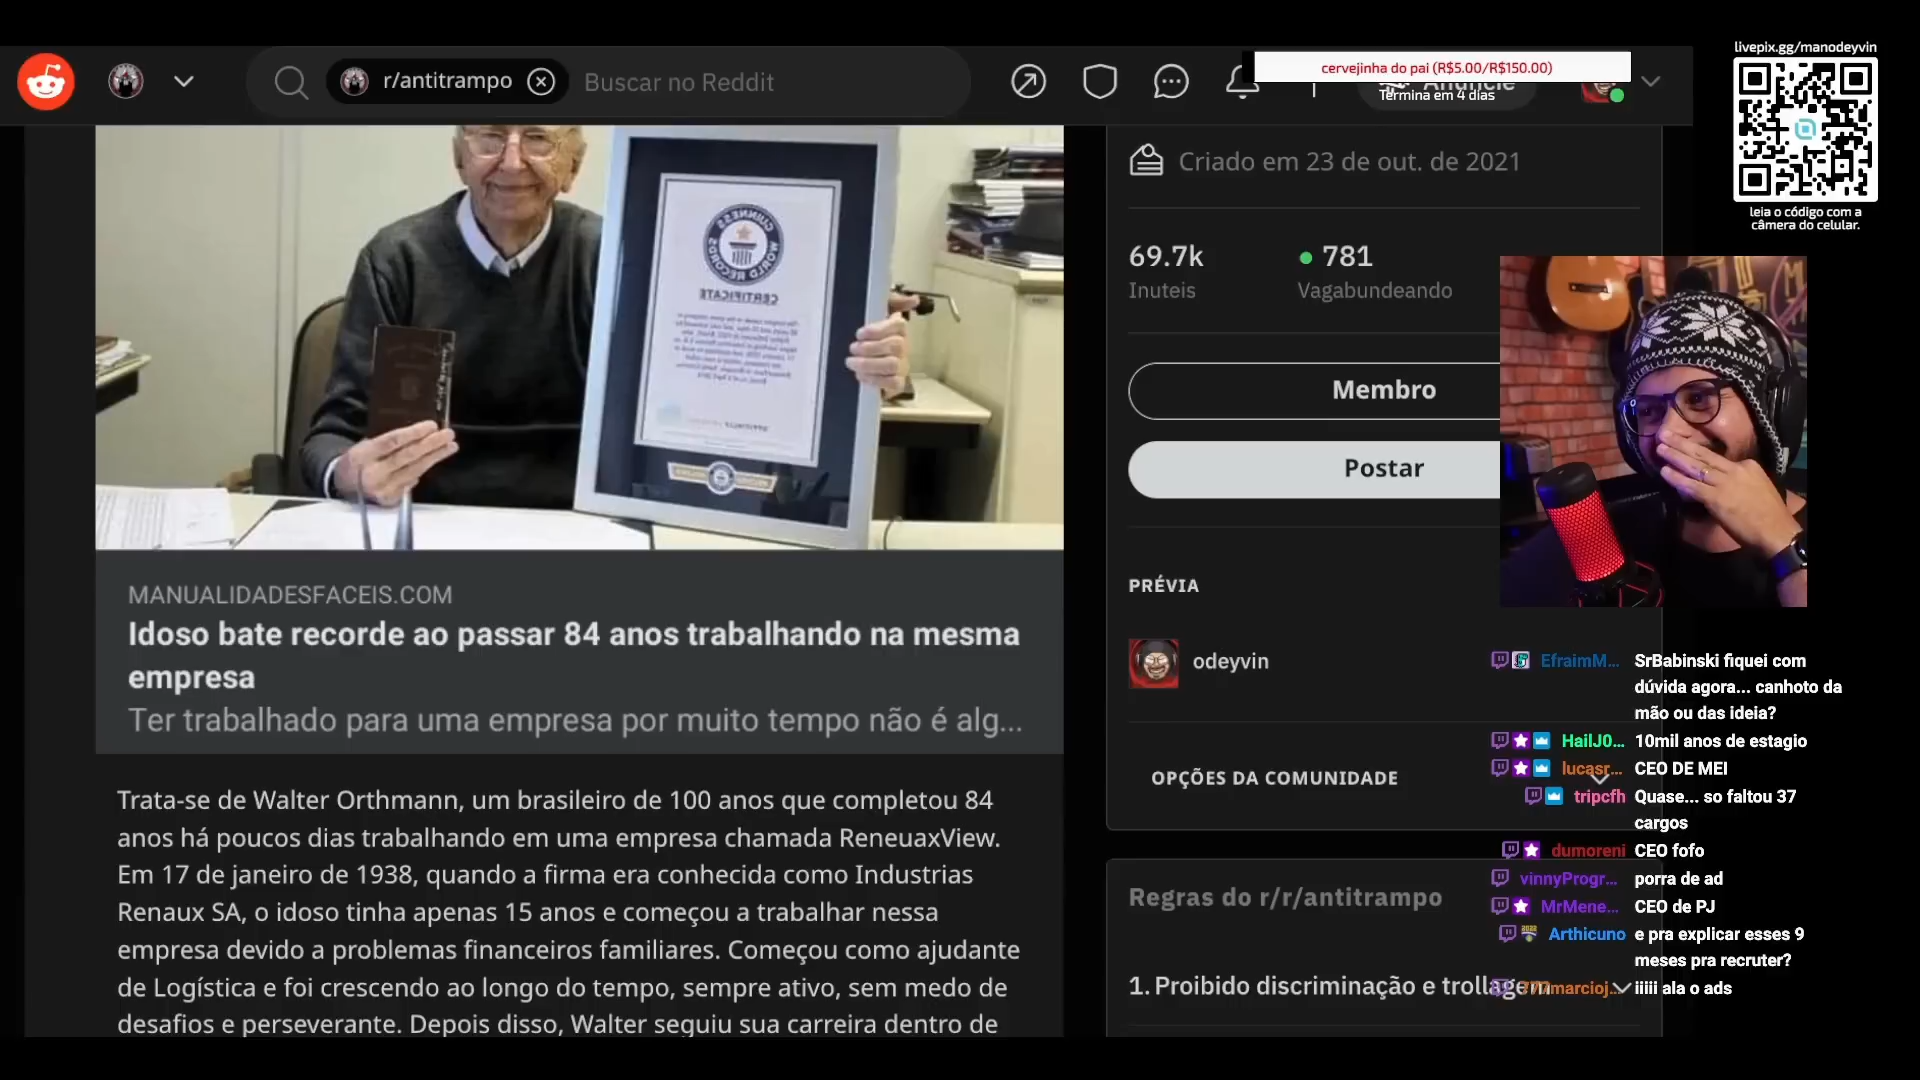 r/antitrampo
Buscar no Reddit
cervejinha do pai (R$5.00/R$150.00)
Anuncie
Termina em 4 dias
livepix.gg/manodeyvin
leia o código com a
câmera do celular.
GUINNESS WORLD RECORDS
CERTIFICATE
MANUALIDADESFACEIS.COM
Idoso bate recorde ao passar 84 anos trabalhando na mesma
empresa
Ter trabalhado para uma empresa por muito tempo não é alg...
Trata-se de Walter Orthmann, um brasileiro de 100 anos que completou 84
anos há poucos dias trabalhando em uma empresa chamada ReneuaxView.
Em 17 de janeiro de 1938, quando a firma era conhecida como Industrias
Renaux SA, o idoso tinha apenas 15 anos e começou a trabalhar nessa
empresa devido a problemas financeiros familiares. Começou como ajudante
de Logística e foi crescendo ao longo do tempo, sempre ativo, sem medo de
desafios e perseverante. Depois disso, Walter seguiu sua carreira dentro de
Criado em 23 de out. de 2021
69.7k 781
Inuteis Vagabundeando
Membro
Postar
PRÉVIA
odeyvin
OPÇÕES DA COMUNIDADE
Regras do r/r/antitrampo
1. Proibido discriminação e trollagem
EfraimM... SrBabinski fiquei com
dúvida agora... canhoto da
mão ou das ideia?
HailJ0... 10mil anos de estagio
lucasr... CEO DE MEI
tripcfh Quase... so faltou 37
cargos
dumoreni CEO fofo
vinnyProgr... porra de ad
MrMene... CEO de PJ
Arthicuno e pra explicar esses 9
meses pra recruter?
777marcioj... iiiii ala o ads